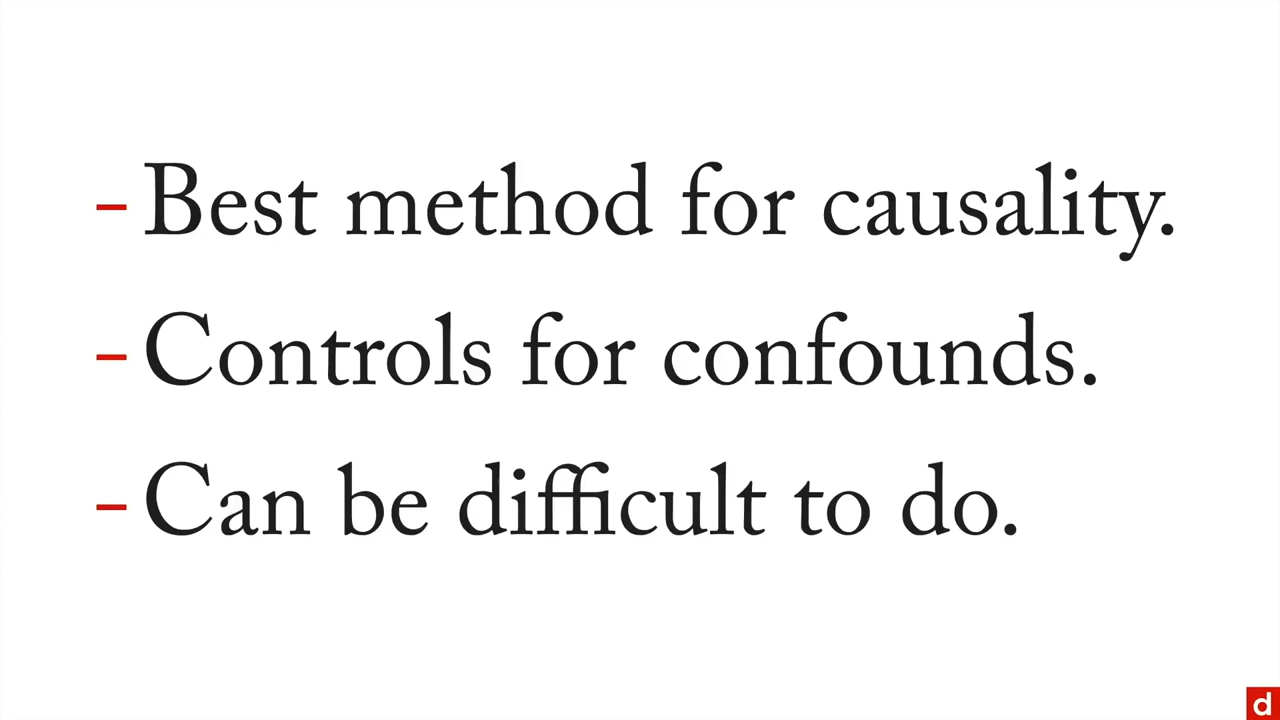 – Best method for causality.
– Controls for confounds.
– Can be difficult to do.
d